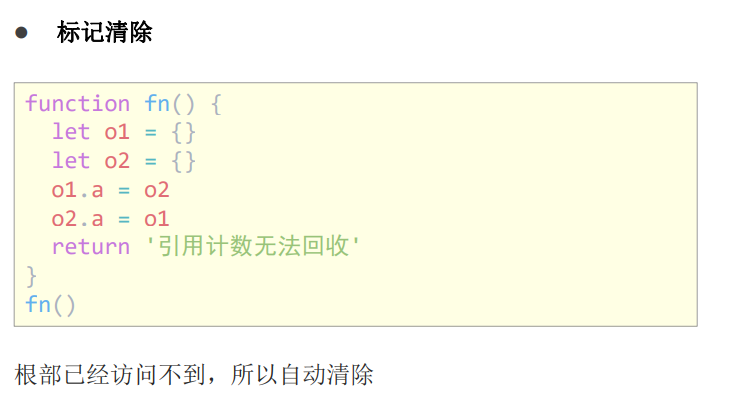 ● 标记清除
function fn() {
  let o1 = {}
  let o2 = {}
  o1.a = o2
  o2.a = o1
  return '引用计数无法回收'
}
fn()
根部已经访问不到，所以自动清除